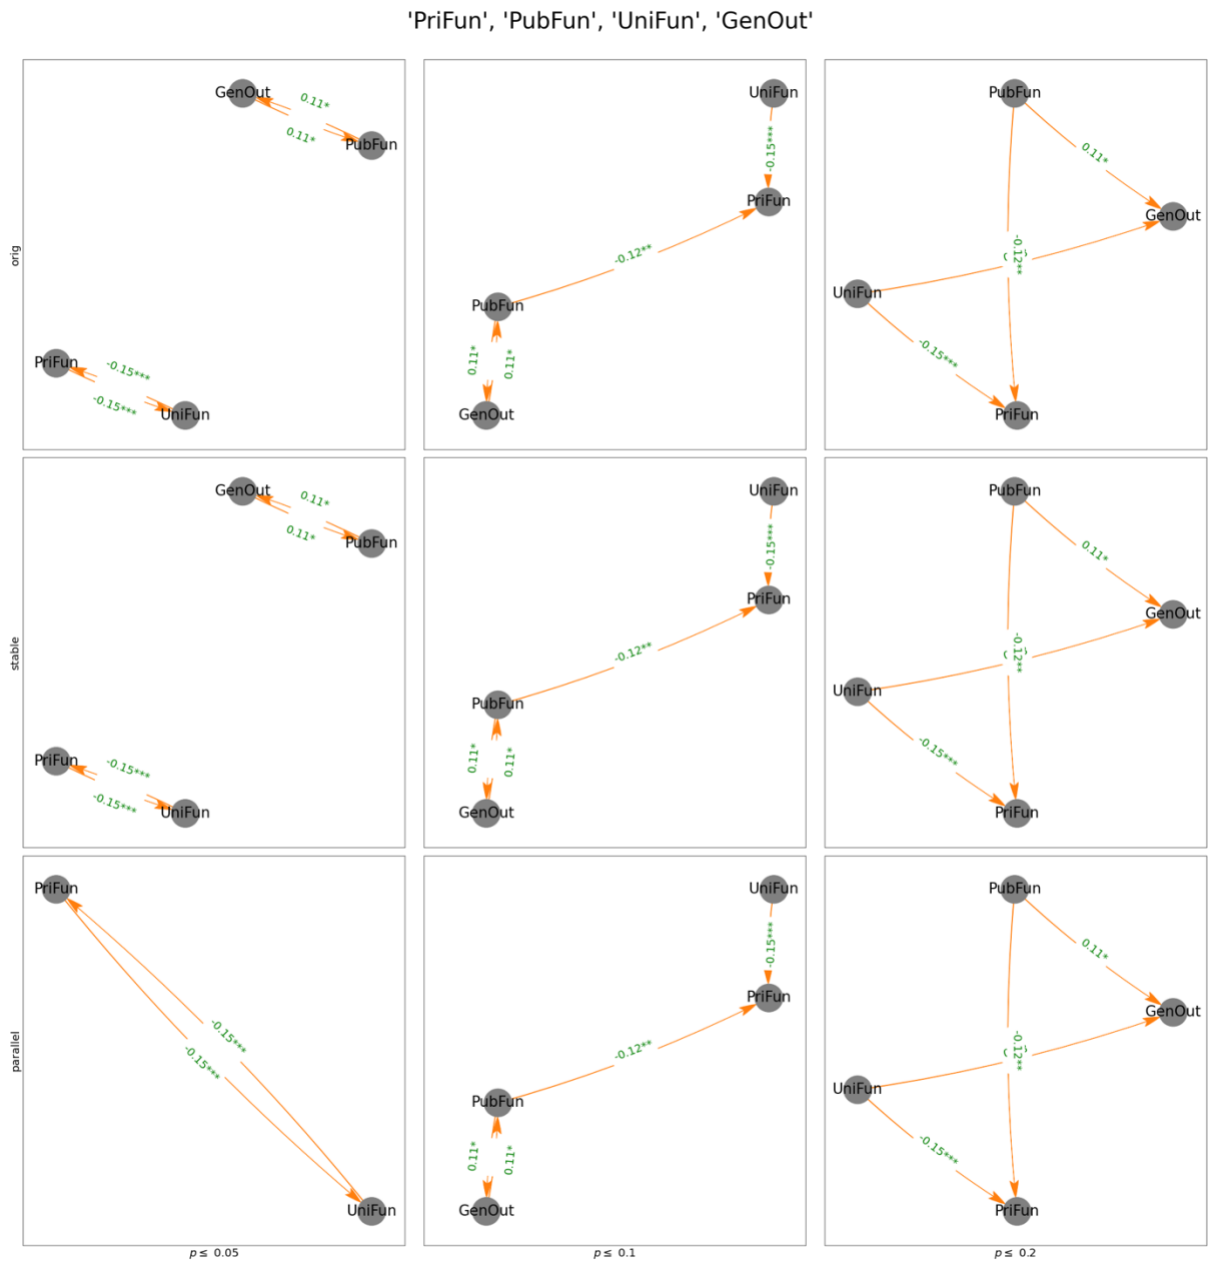 'PriFun', 'PubFun', 'UniFun', 'GenOut'
orig
GenOut
0.11*
0.11*
PubFun
PriFun
-0.15***
-0.15***
UniFun
UniFun
-0.15***
PriFun
-0.12**
PubFun
0.11*
0.11*
GenOut
PubFun
0.11*
GenOut
-0.12**
UniFun
-0.15***
PriFun
stable
GenOut
0.11*
0.11*
PubFun
PriFun
-0.15***
-0.15***
UniFun
UniFun
-0.15***
PriFun
-0.12**
PubFun
0.11*
0.11*
GenOut
PubFun
0.11*
GenOut
-0.12**
UniFun
-0.15***
PriFun
parallel
PriFun
-0.15***
-0.15***
UniFun
UniFun
-0.15***
PriFun
-0.12**
PubFun
0.11*
0.11*
GenOut
PubFun
0.11*
GenOut
-0.12**
UniFun
-0.15***
PriFun
p ≤ 0.05
p ≤ 0.1
p ≤ 0.2